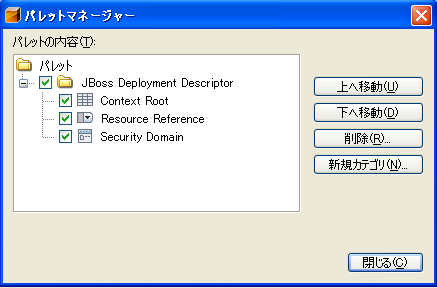 パレットマネージャー
パレットの内容(T):
パレット
JBoss Deployment Descriptor
Context Root
Resource Reference
Security Domain
上へ移動(U)
下へ移動(D)
削除(R)...
新規カテゴリ(N)...
閉じる(C)